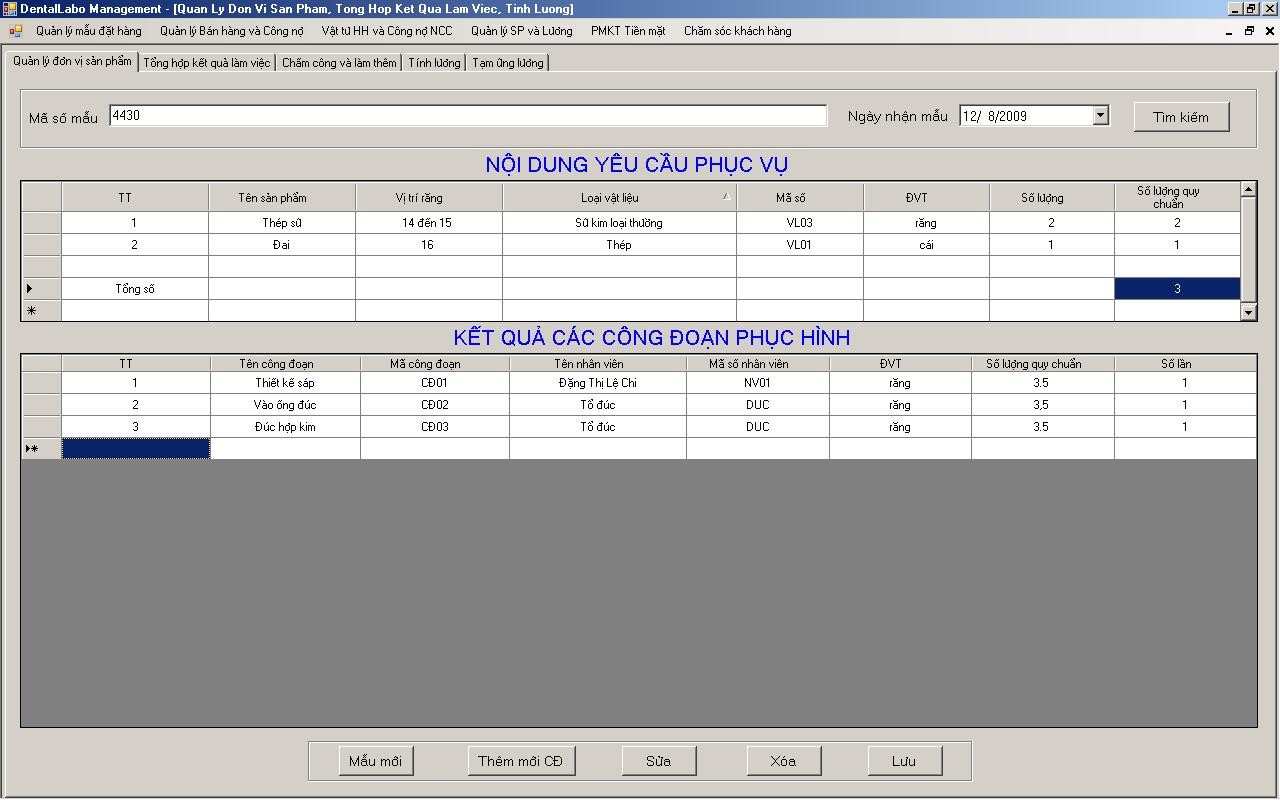 DentalLabo Management - [Quan Ly Don Vi San Pham, Tong Hop Ket Qua Lam Viec, Tinh Luong]
Quản lý mẫu đặt hàng Quản lý Bán hàng và Công nợ Vật tư HH và Công nợ NCC Quản lý SP và Lương PMKT Tiền mặt Chăm sóc khách hàng
Quản lý đơn vị sản phẩm Tổng hợp kết quả làm việc Chấm công và làm thêm Tính lương Tạm ứng lương
Mã số mẫu 4430 Ngày nhận mẫu 12/ 8/2009 Tìm kiếm
NỘI DUNG YÊU CẦU PHỤC VỤ
TT Tên sản phẩm Vị trí răng Loại vật liệu Mã số ĐVT Số lượng Số lượng quy chuẩn
1 Thép sứ 14 đến 15 Sứ kim loại thường VL03 răng 2 2
2 Đai 16 Thép VL01 cái 1 1
Tổng số 3
KẾT QUẢ CÁC CÔNG ĐOẠN PHỤC HÌNH
TT Tên công đoạn Mã công đoạn Tên nhân viên Mã số nhân viên ĐVT Số lượng quy chuẩn Số lần
1 Thiết kế sáp CĐ01 Đặng Thị Lệ Chi NV01 răng 3.5 1
2 Vào ống đúc CĐ02 Tổ đúc DUC răng 3,5 1
3 Đúc hợp kim CĐ03 Tổ đúc DUC răng 3.5 1
Mẫu mới Thêm mới CĐ Sửa Xóa Lưu